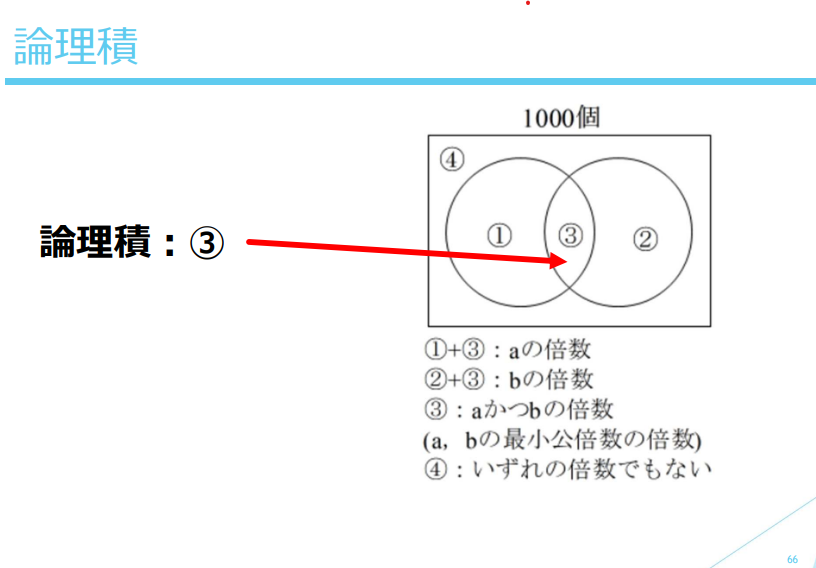 論理積
1000個
④
論理積：③
① ③ ②
①+③：aの倍数
②+③：bの倍数
③：aかつbの倍数
(a，bの最小公倍数の倍数)
④：いずれの倍数でもない
66